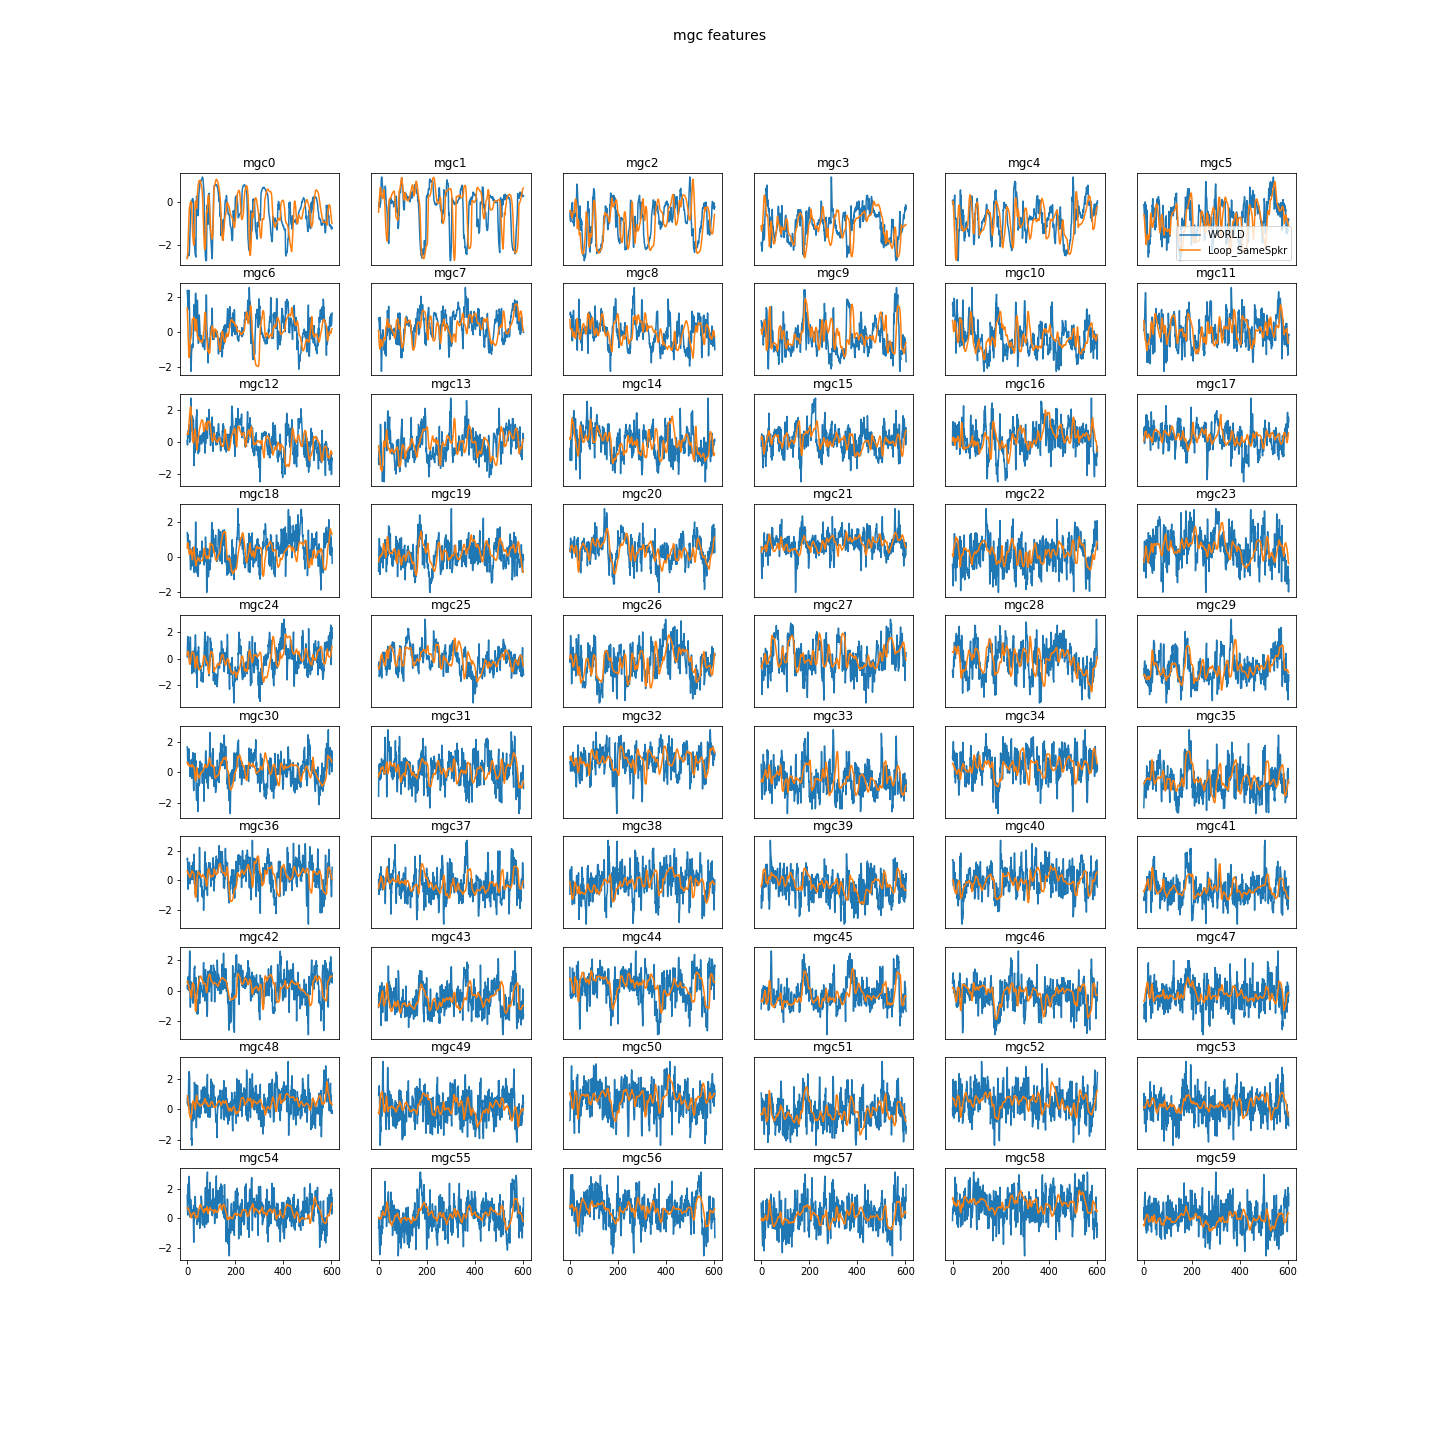 mgc features
mgc0 mgc1 mgc2 mgc3 mgc4 mgc5
0
−2
WORLD
Loop_SameSpkr
mgc6 mgc7 mgc8 mgc9 mgc10 mgc11
2
0
−2
mgc12 mgc13 mgc14 mgc15 mgc16 mgc17
2
0
−2
mgc18 mgc19 mgc20 mgc21 mgc22 mgc23
2
0
−2
mgc24 mgc25 mgc26 mgc27 mgc28 mgc29
2
0
−2
mgc30 mgc31 mgc32 mgc33 mgc34 mgc35
2
0
−2
mgc36 mgc37 mgc38 mgc39 mgc40 mgc41
2
0
−2
mgc42 mgc43 mgc44 mgc45 mgc46 mgc47
2
0
−2
mgc48 mgc49 mgc50 mgc51 mgc52 mgc53
2
0
−2
mgc54 mgc55 mgc56 mgc57 mgc58 mgc59
2
0
−2
0 200 400 600 0 200 400 600 0 200 400 600 0 200 400 600 0 200 400 600 0 200 400 600